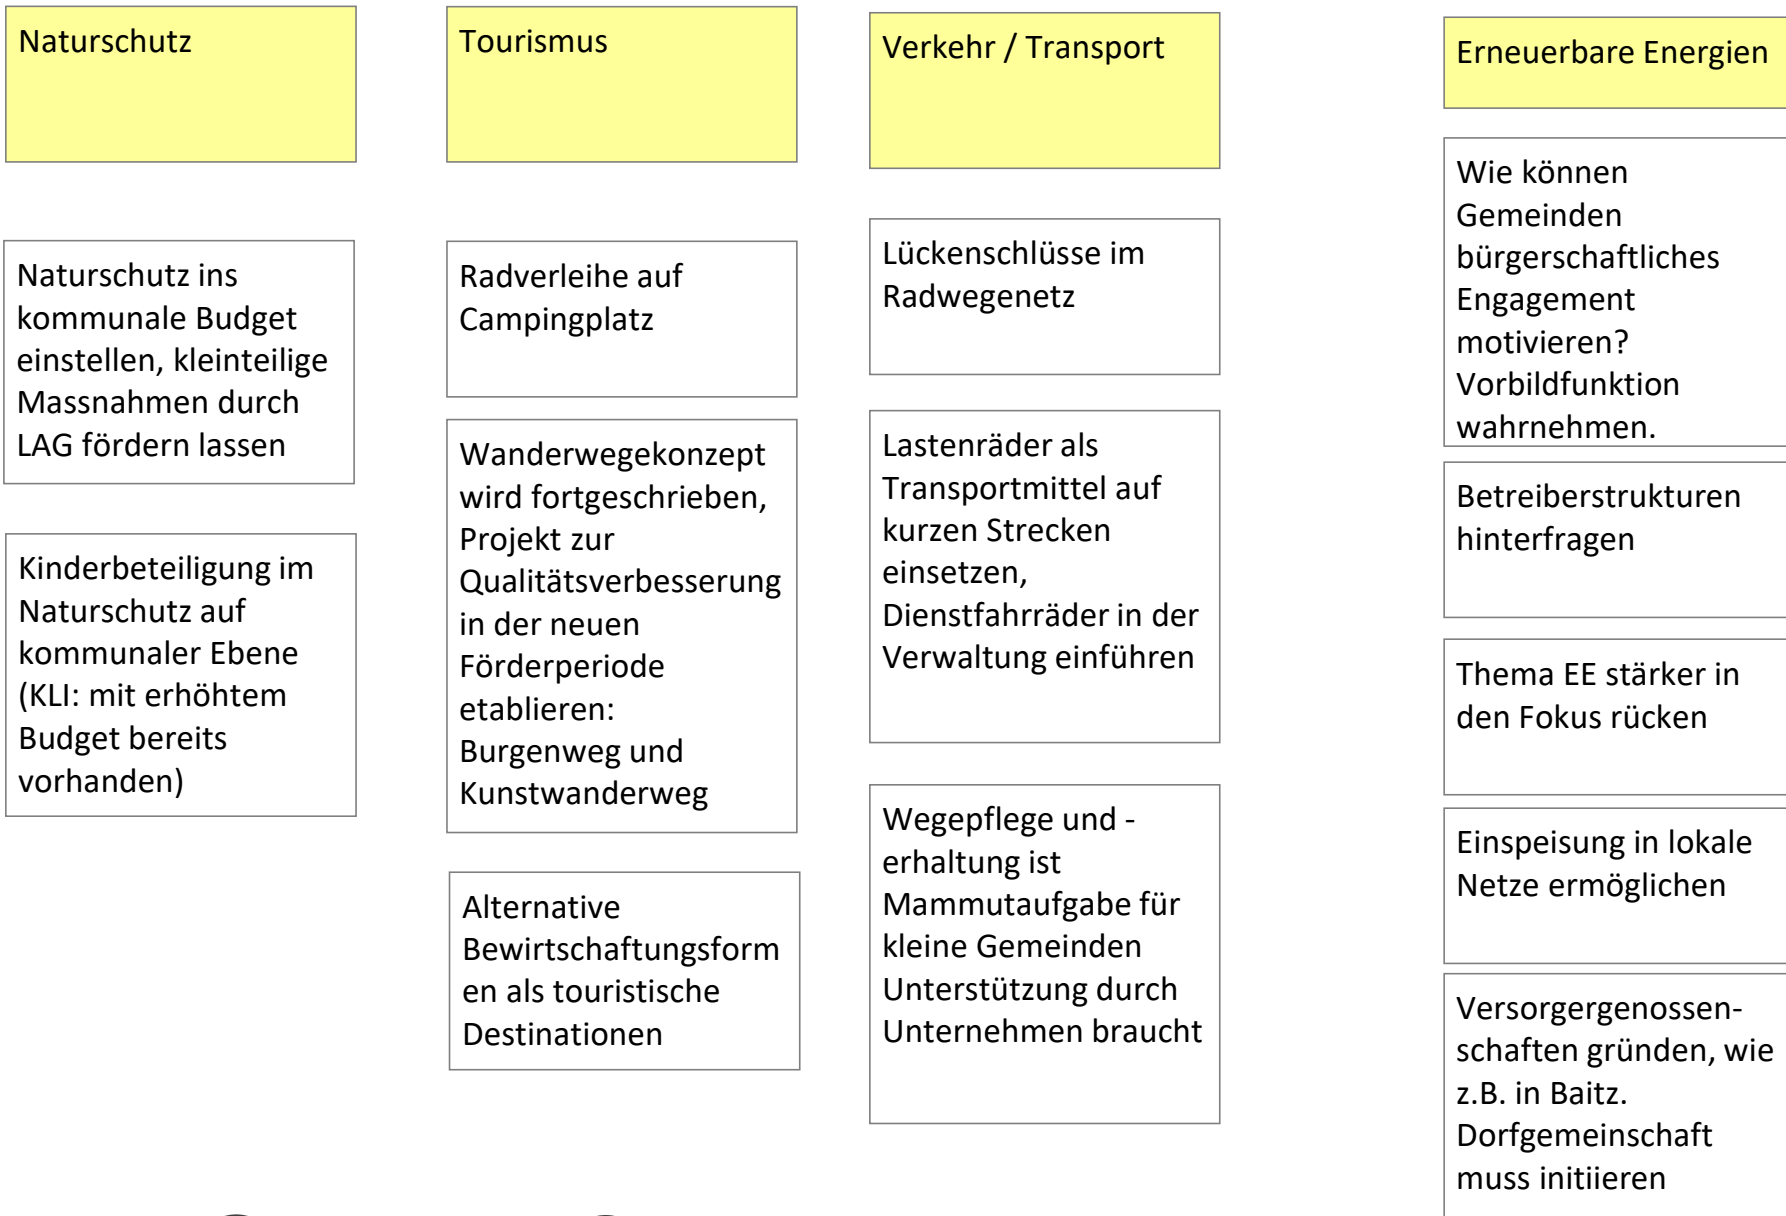 Naturschutz
Naturschutz ins
kommunale Budget
einstellen, kleinteilige
Massnahmen durch
LAG fördern lassen
Kinderbeteiligung im
Naturschutz auf
kommunaler Ebene
(KLI: mit erhöhtem
Budget bereits
vorhanden)
Tourismus
Radverleihe auf
Campingplatz
Wanderwegekonzept
wird fortgeschrieben,
Projekt zur
Qualitätsverbesserung
in der neuen
Förderperiode
etablieren:
Burgenweg und
Kunstwanderweg
Alternative
Bewirtschaftungsform
en als touristische
Destinationen
Verkehr / Transport
Lückenschlüsse im
Radwegenetz
Lastenräder als
Transportmittel auf
kurzen Strecken
einsetzen,
Dienstfahrräder in der
Verwaltung einführen
Wegepflege und -
erhaltung ist
Mammutaufgabe für
kleine Gemeinden
Unterstützung durch
Unternehmen braucht
Erneuerbare Energien
Wie können
Gemeinden
bürgerschaftliches
Engagement
motivieren?
Vorbildfunktion
wahrnehmen.
Betreiberstrukturen
hinterfragen
Thema EE stärker in
den Fokus rücken
Einspeisung in lokale
Netze ermöglichen
Versorgergenossen-
schaften gründen, wie
z.B. in Baitz.
Dorfgemeinschaft
muss initiieren